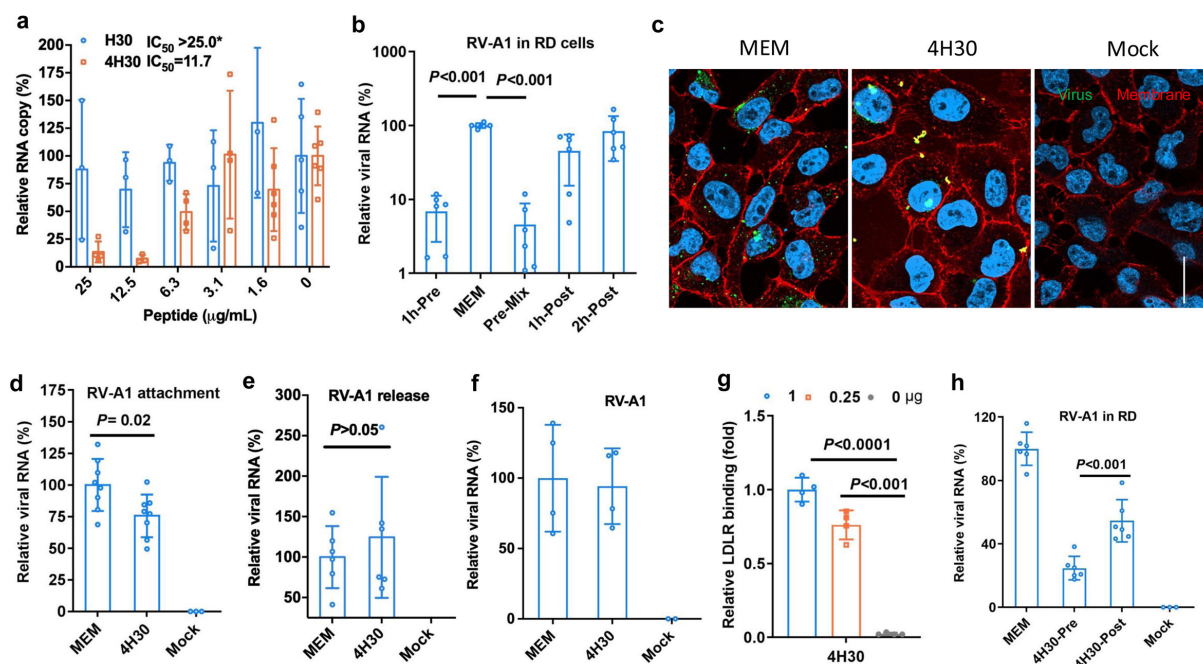 a
H30 IC50 >25.0*
4H30 IC50=11.7
Relative RNA copy (%)
200
175
150
125
100
75
50
25
0
25 12.5 6.3 3.1 1.6 0
Peptide (μg/mL)
b
RV-A1 in RD cells
P<0.001 P<0.001
Relative viral RNA (%)
1000
100
10
1
1h-Pre MEM Pre-Mix 1h-Post 2h-Post
c
MEM 4H30 Mock
Virus Membrane
d
RV-A1 attachment
P= 0.02
Relative viral RNA (%)
175
150
125
100
75
50
25
0
MEM 4H30 Mock
e
RV-A1 release
P>0.05
Relative viral RNA (%)
300
250
200
150
100
50
MEM 4H30 Mock
f
RV-A1
Relative viral RNA (%)
150
100
50
0
MEM 4H30 Mock
g
1 0.25 0 μg
P<0.0001
P<0.001
Relative LDLR binding (fold)
1.5
1.0
0.5
0.0
4H30
h
RV-A1 in RD
P<0.001
Relative viral RNA (%)
120
80
40
0
MEM 4H30-Pre 4H30-Post Mock